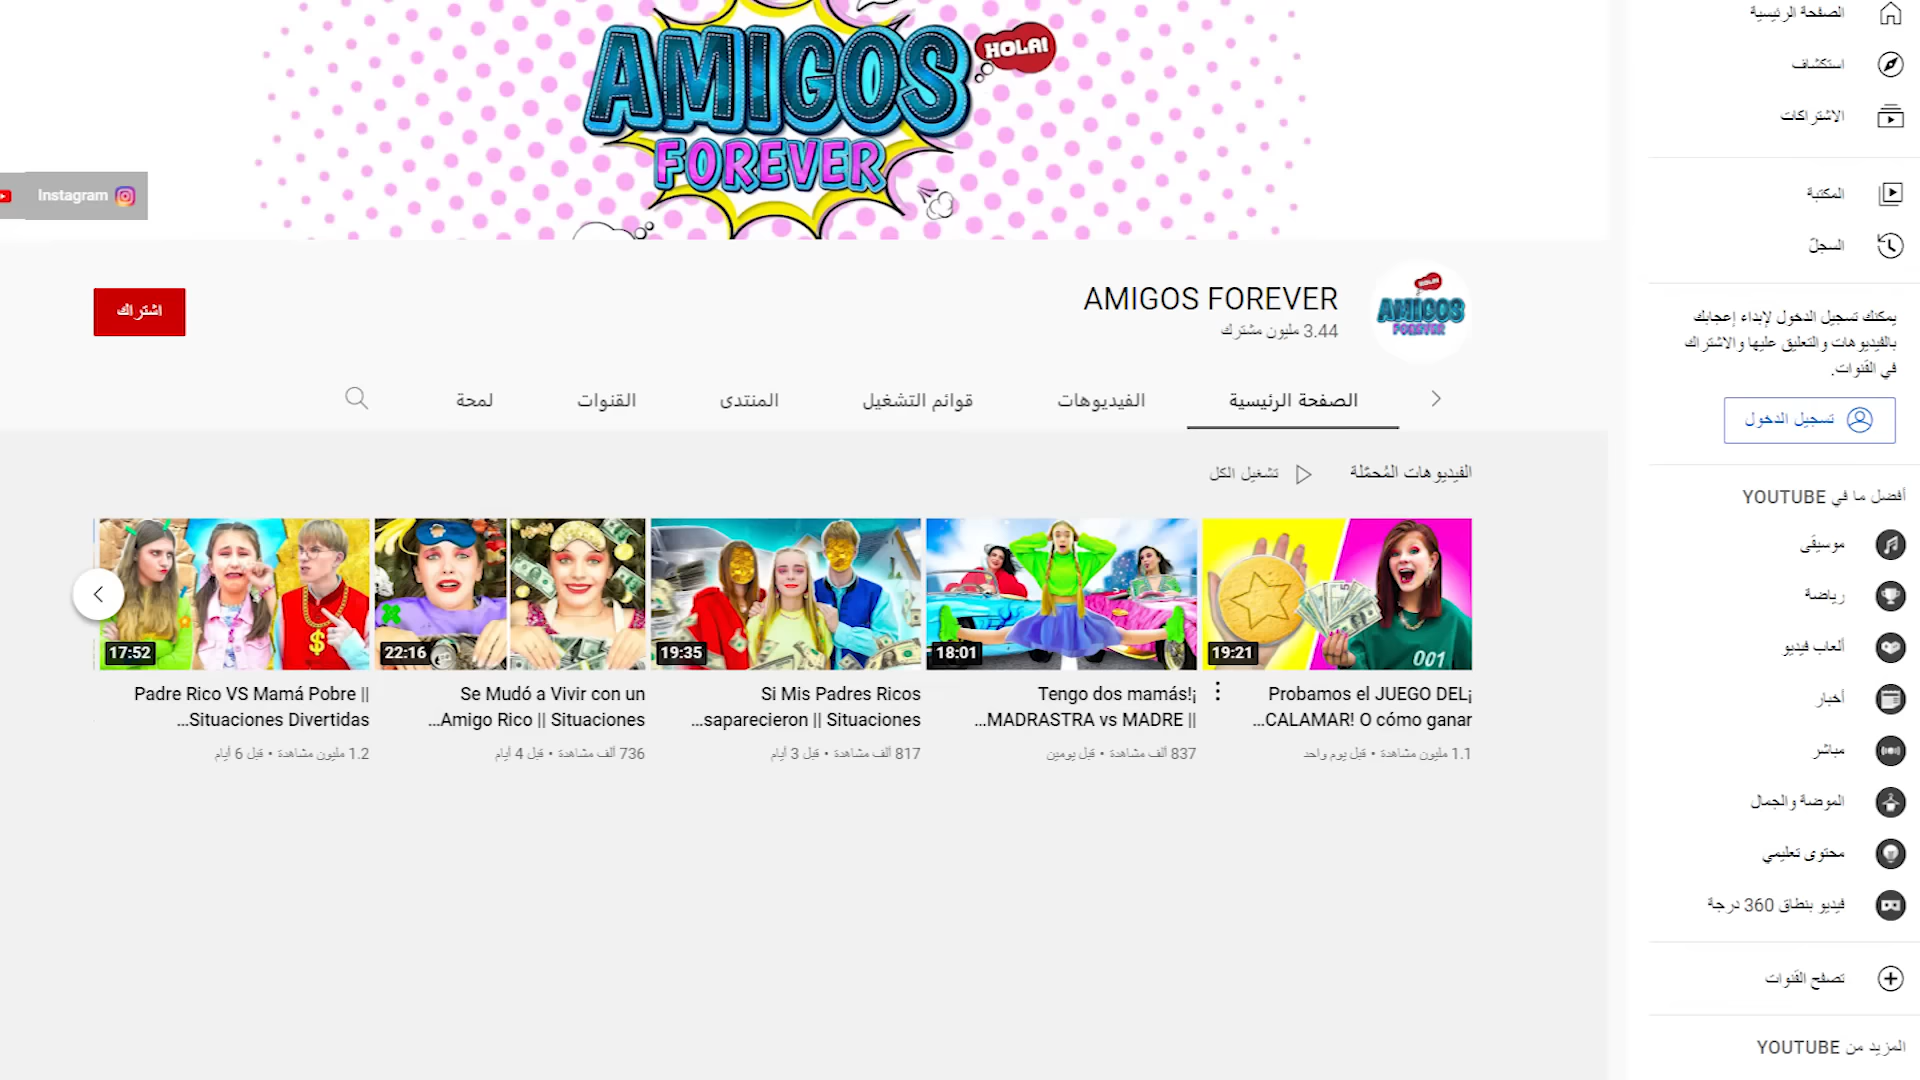 AMIGOS
HOLA!
FOREVER
Instagram
AMIGOS FOREVER
3.44 مليون مشترك
اشتراك
HOLA!
AMIGOS
FOREVER
الصفحة الرئيسية
الفيديوهات
قوائم التشغيل
المنتدى
القنوات
لمحة
الفيديوهات المُحمَّلة
تشغيل الكل
001
19:21
¡Probamos el JUEGO DEL
CALAMAR! O cómo ganar...
1.1 مليون مشاهدة • قبل يوم واحد
18:01
¡Tengo dos mamás!
MADRASTRA vs MADRE ||...
837 ألف مشاهدة • قبل يومين
19:35
Si Mis Padres Ricos
saparecieron || Situaciones...
817 ألف مشاهدة • قبل 3 أيام
22:16
Se Mudó a Vivir con un
Amigo Rico || Situaciones...
736 ألف مشاهدة • قبل 4 أيام
$
17:52
Padre Rico VS Mamá Pobre ||
Situaciones Divertidas...
1.2 مليون مشاهدة • قبل 6 أيام
الصفحة الرئيسية
استكشاف
الاشتراكات
المكتبة
السجلّ
يمكنك تسجيل الدخول لإبداء إعجابك
بالفيديوهات والتعليق عليها والاشتراك
في القنوات.
تسجيل الدخول
أفضل ما في YOUTUBE
موسيقى
رياضة
ألعاب فيديو
أخبار
مباشر
الموضة والجمال
محتوى تعليمي
فيديو بنطاق 360 درجة
تصفح القنوات
المزيد من YOUTUBE